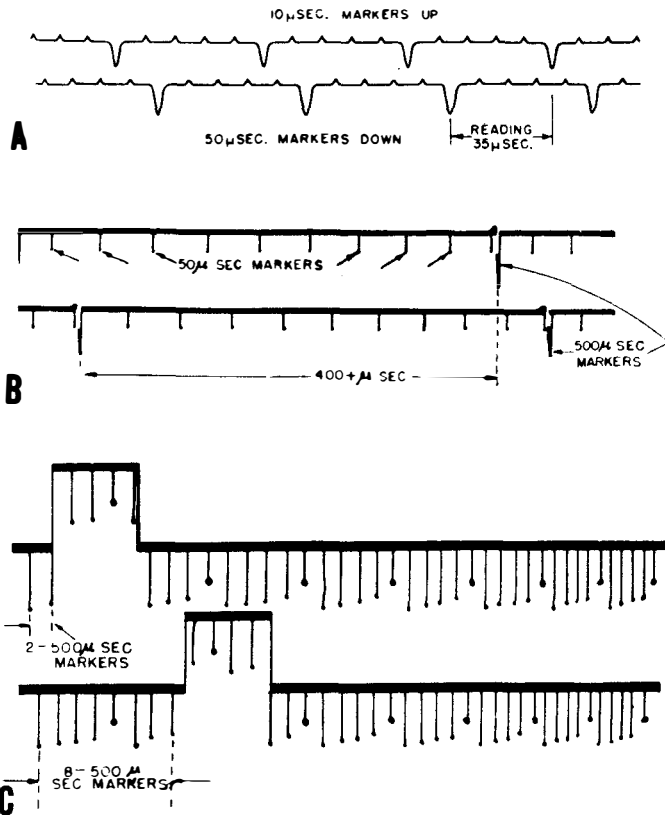 10µSEC. MARKERS UP
A
50µSEC. MARKERS DOWN
READING
35µSEC.
50µ SEC MARKERS
500µ SEC
MARKERS
400+µ SEC
B
2-500µ SEC
MARKERS
8-500 µ
SEC MARKERS
C